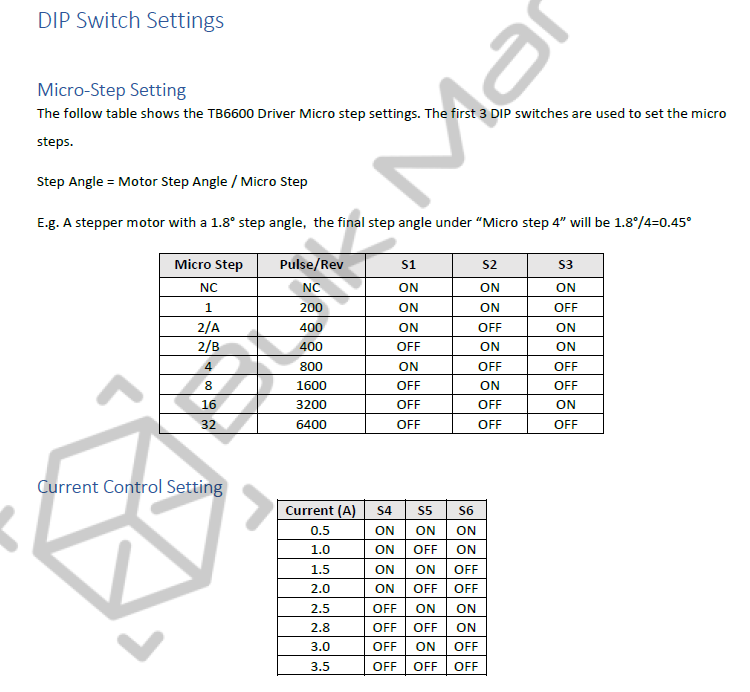 DIP Switch Settings
Micro-Step Setting
The follow table shows the TB6600 Driver Micro step settings. The first 3 DIP switches are used to set the micro
steps.
Step Angle = Motor Step Angle / Micro Step
E.g. A stepper motor with a 1.8° step angle, the final step angle under “Micro step 4” will be 1.8°/4=0.45°
Micro Step Pulse/Rev S1 S2 S3
NC NC ON ON ON
1 200 ON ON OFF
2/A 400 ON OFF ON
2/B 400 OFF ON ON
4 800 ON OFF OFF
8 1600 OFF ON OFF
16 3200 OFF OFF ON
32 6400 OFF OFF OFF
Current Control Setting
Current (A) S4 S5 S6
0.5 ON ON ON
1.0 ON OFF ON
1.5 ON ON OFF
2.0 ON OFF OFF
2.5 OFF ON ON
2.8 OFF OFF ON
3.0 OFF ON OFF
3.5 OFF OFF OFF
Bulk Mar